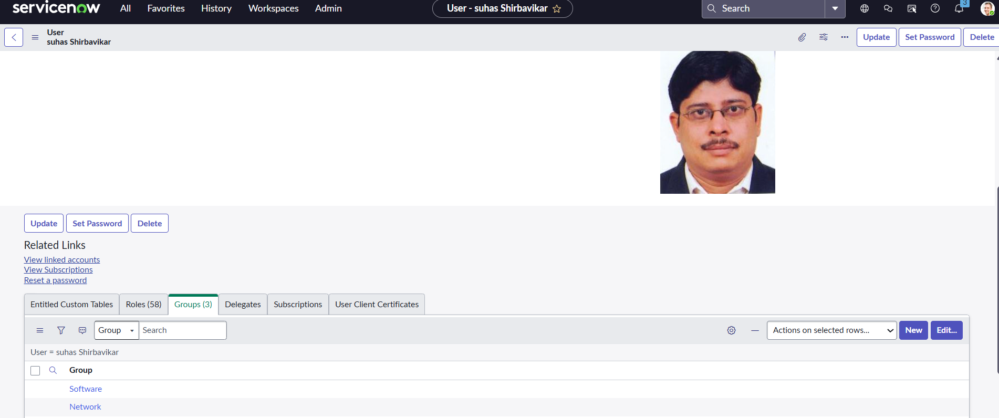 servicenow All Favorites History Workspaces Admin User - suhas Shirbavikar Search 3
User
suhas Shirbavikar
Update Set Password Delete
Update Set Password Delete
Related Links
View linked accounts
View Subscriptions
Reset a password
Entitled Custom Tables Roles (58) Groups (3) Delegates Subscriptions User Client Certificates
Group Search Actions on selected rows... New Edit...
User = suhas Shirbavikar
Group
Software
Network